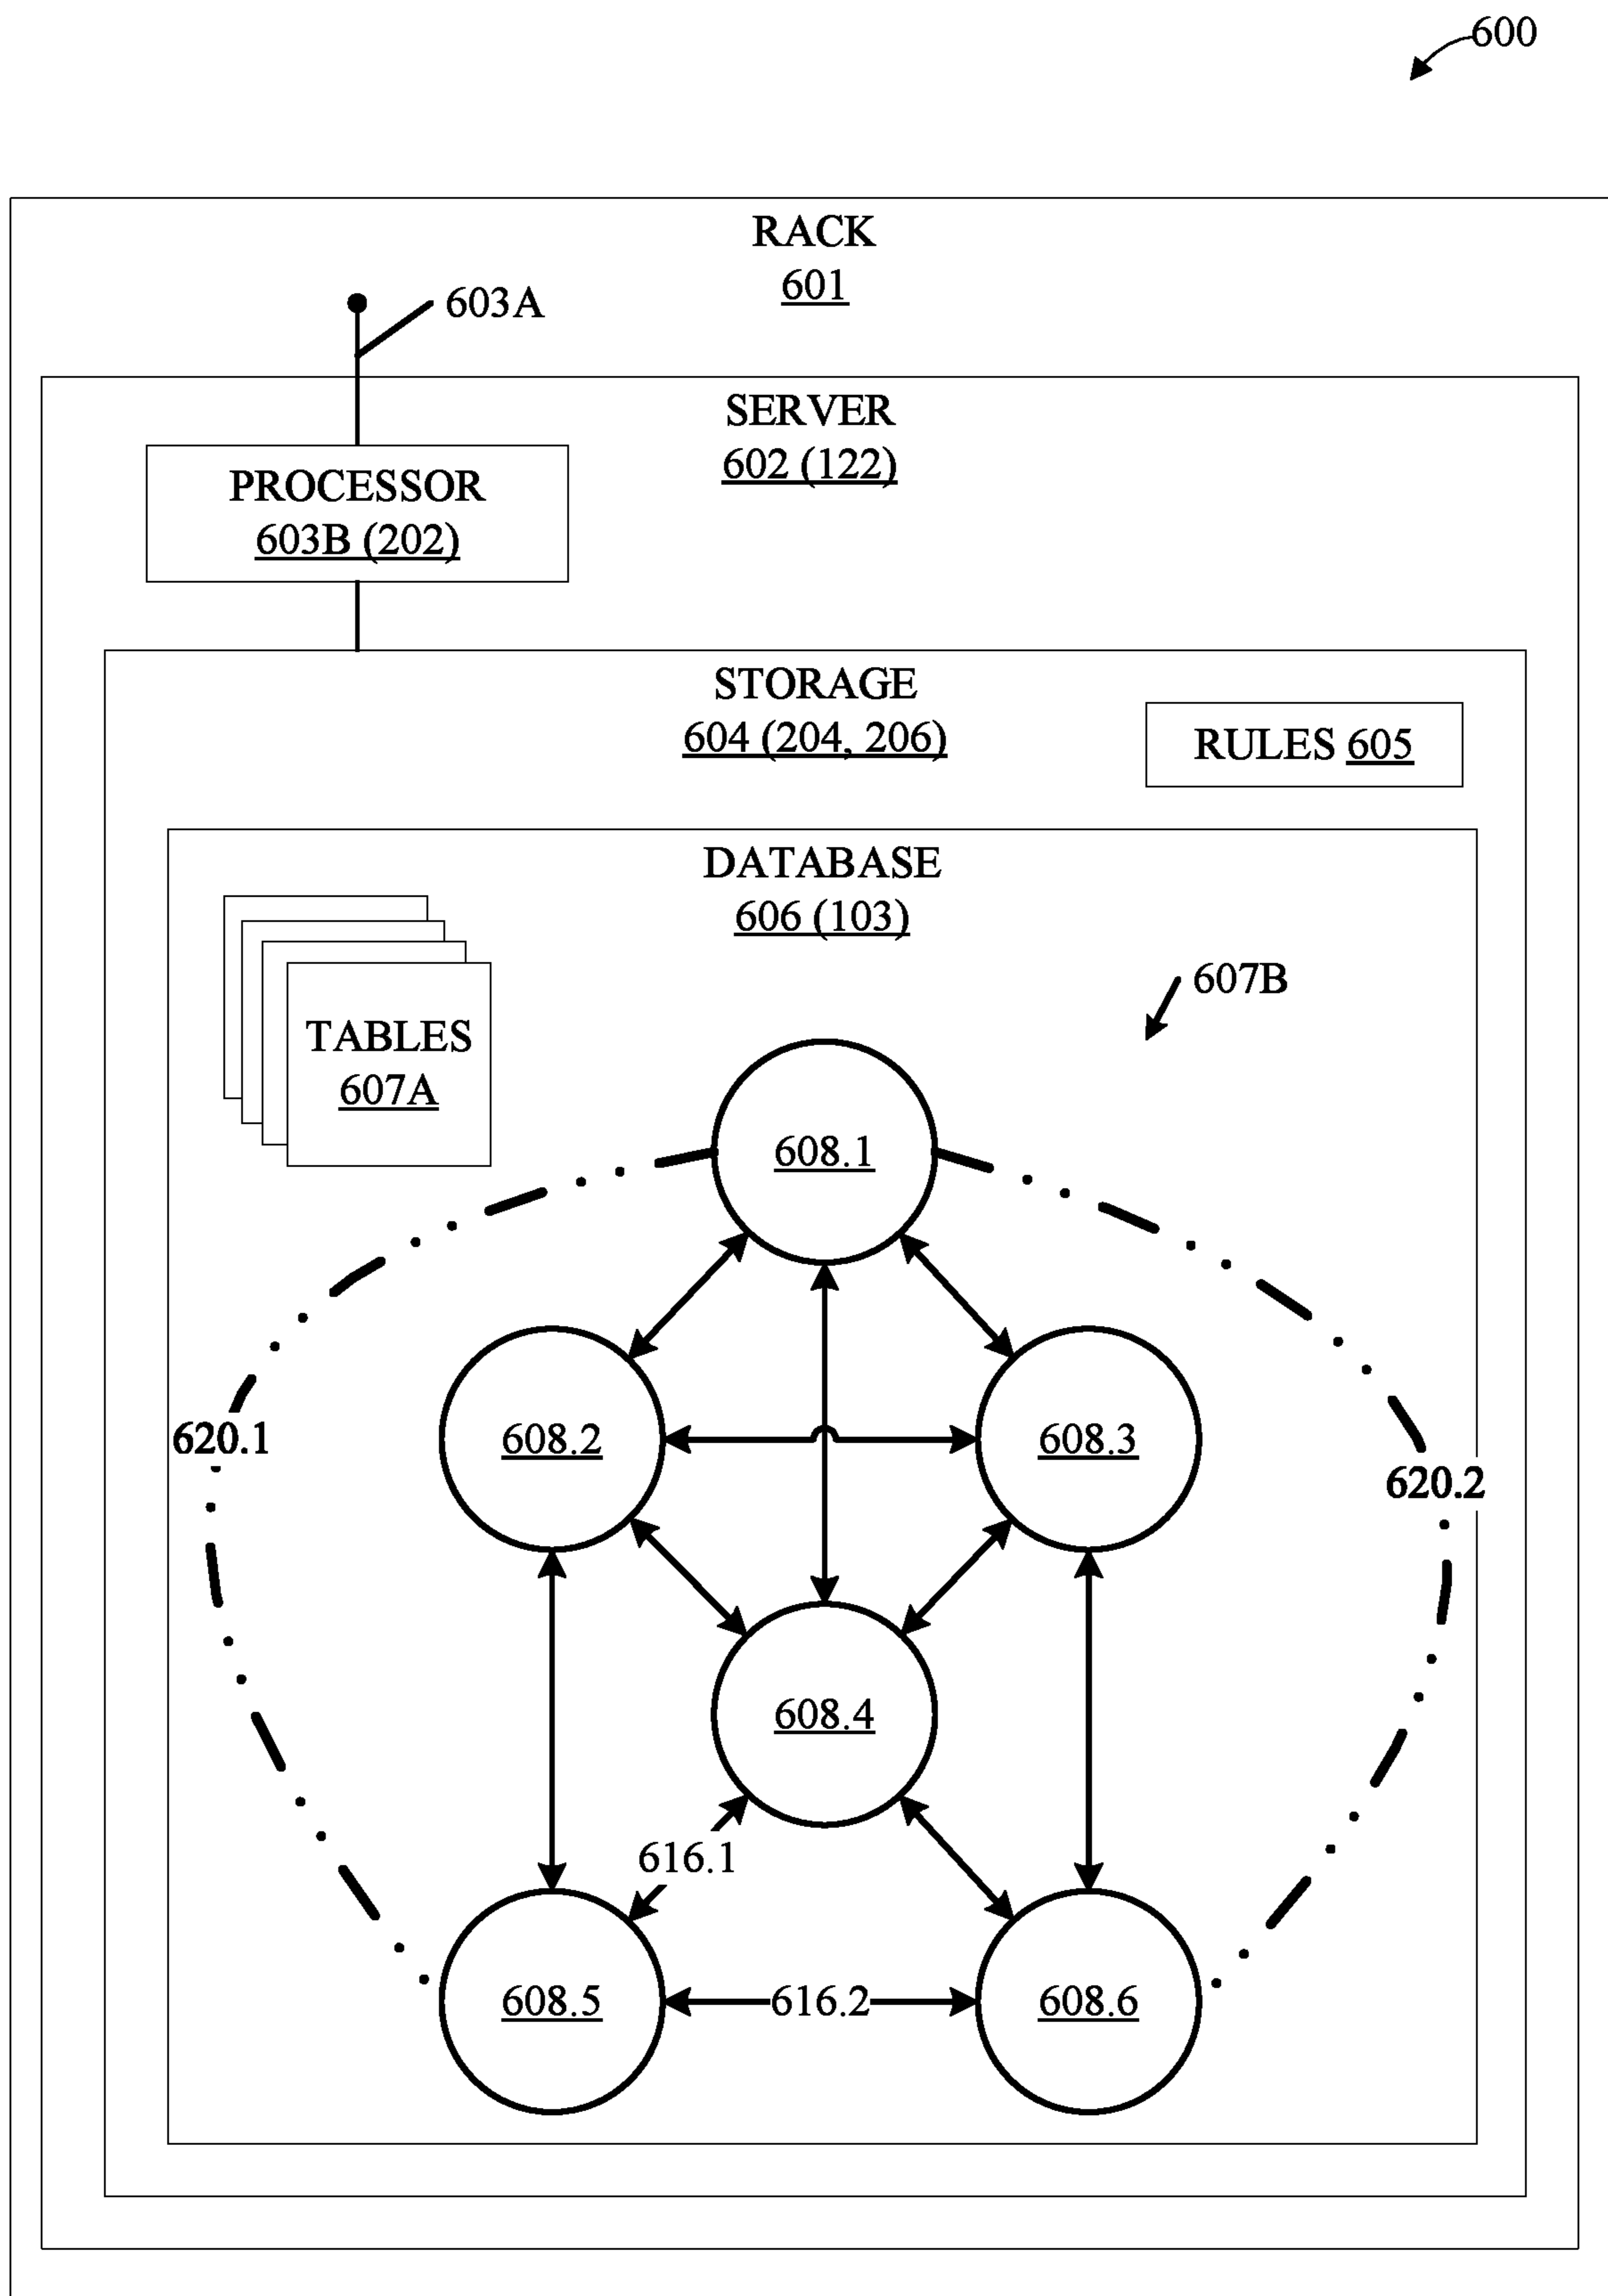 600
RACK
601
603A
SERVER
602 (122)
PROCESSOR
603B (202)
STORAGE
604 (204, 206)
RULES 605
DATABASE
606 (103)
607B
TABLES
607A
608.1
620.1
608.2
608.3
620.2
608.4
616.1
608.5
616.2
608.6